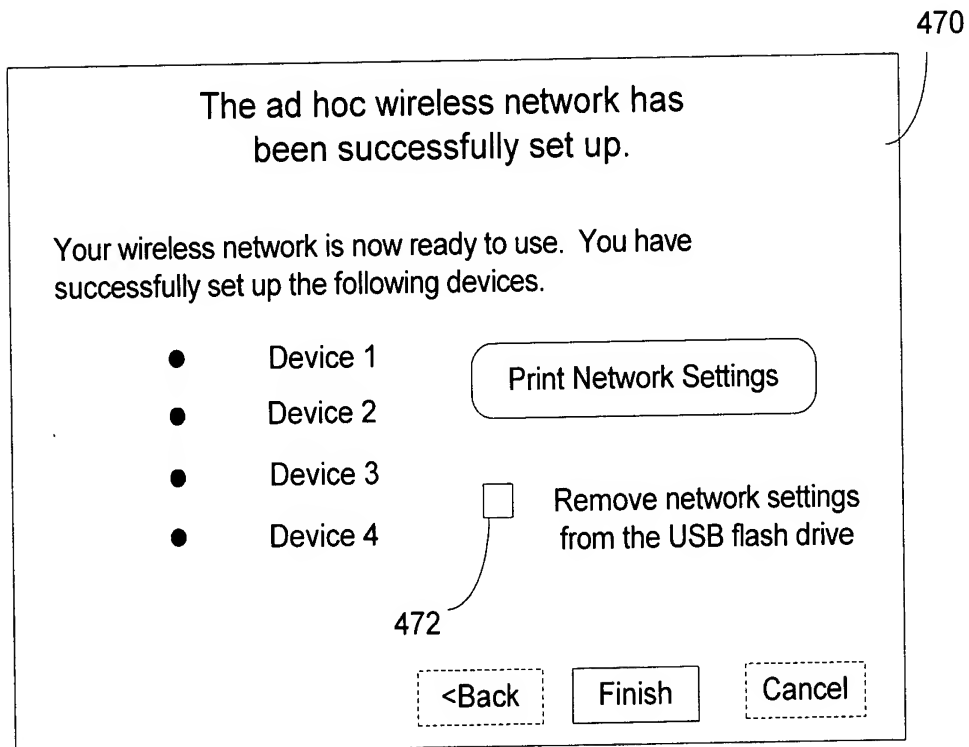 470
The ad hoc wireless network has
been successfully set up.
Your wireless network is now ready to use. You have
successfully set up the following devices.
Device 1
Device 2
Device 3
Device 4
Print Network Settings
Remove network settings
from the USB flash drive
472
<Back
Finish
Cancel